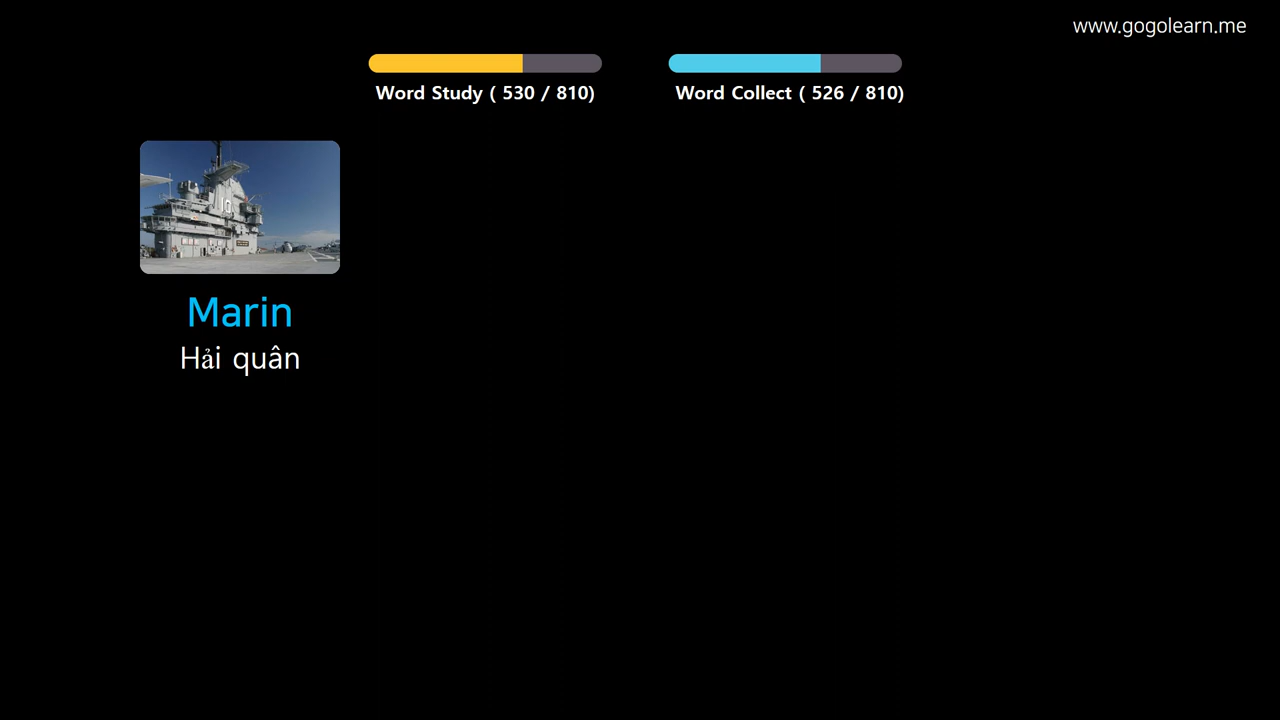 www.gogolearn.me
Word Study ( 530 / 810)
Word Collect ( 526 / 810)
Marin
Hải quân